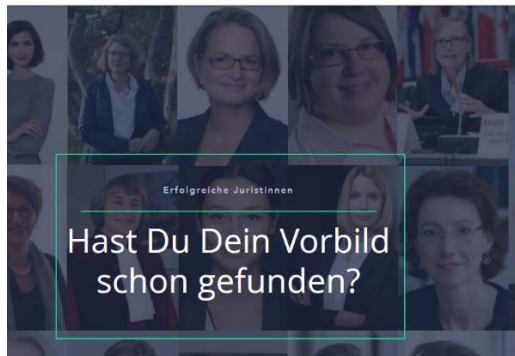 Erfolgreiche Juristinnen
Hast Du Dein Vorbild
schon gefunden?